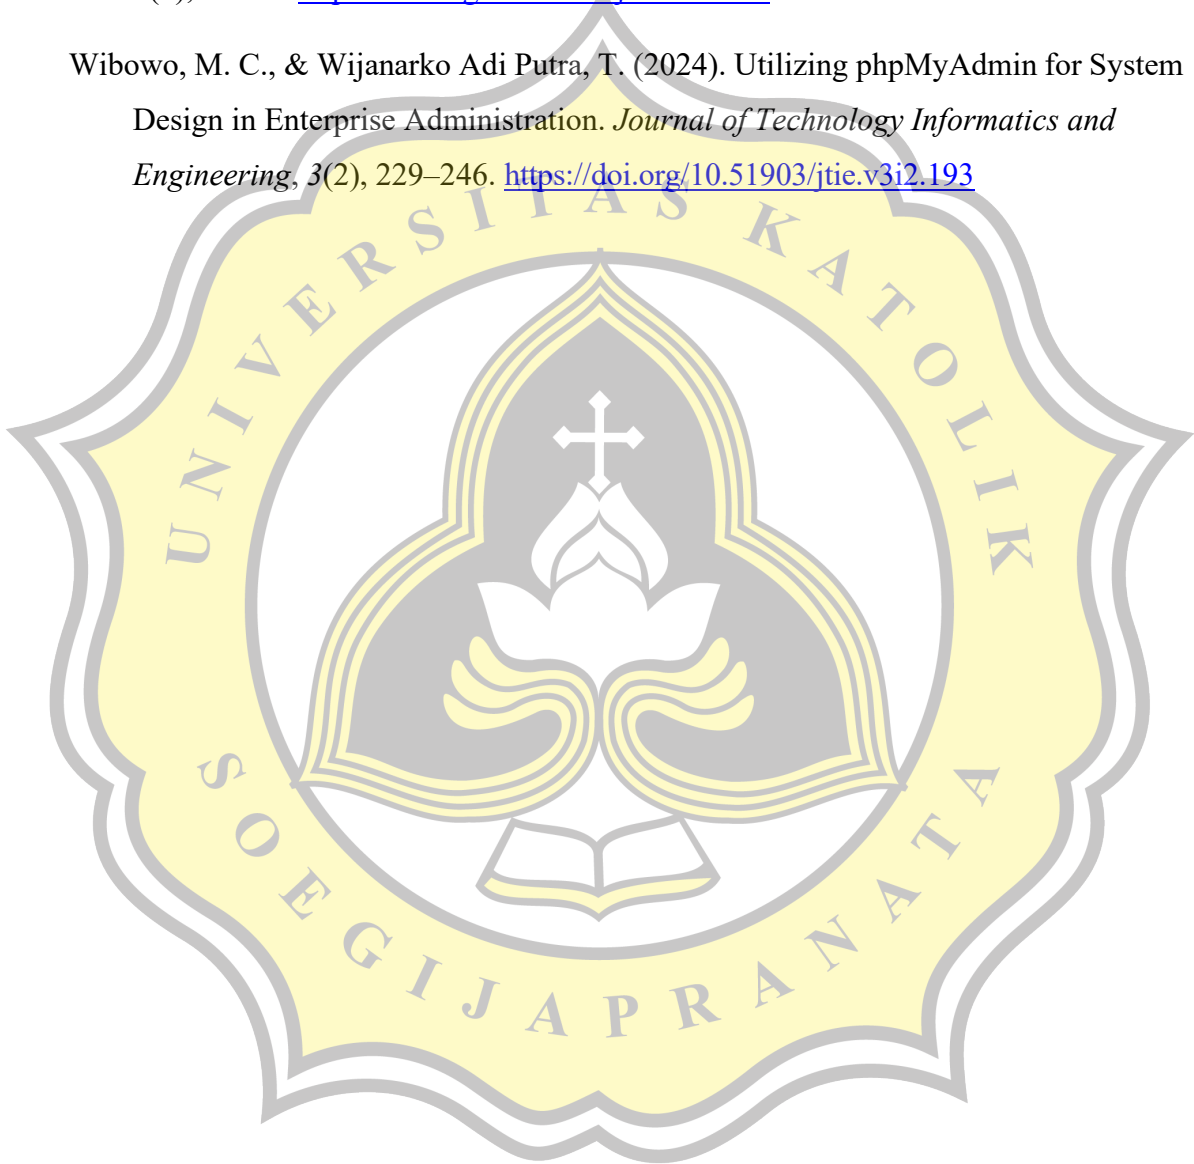 Wibowo, M. C., & Wijanarko Adi Putra, T. (2024). Utilizing phpMyAdmin for System
Design in Enterprise Administration. Journal of Technology Informatics and
Engineering, 3(2), 229–246. https://doi.org/10.51903/jtie.v3i2.193
UNIVERSITAS KATOLIK
SOEGIJAPRANATA